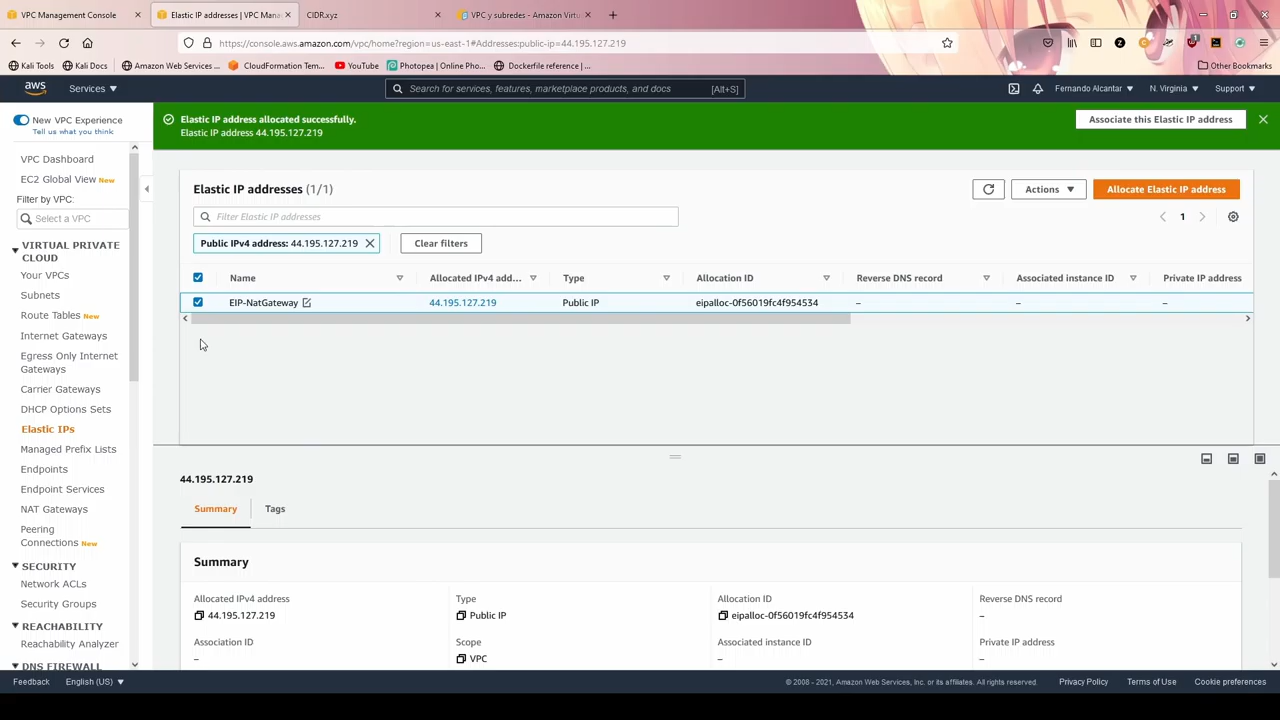 VPC Management Console
Elastic IP addresses | VPC Mana
CIDR.xyz
VPC y subredes - Amazon Virtu
https://console.aws.amazon.com/vpc/home?region=us-east-1#Addresses:public-ip=44.195.127.219
Kali Tools
Kali Docs
Amazon Web Services ...
CloudFormation Tem...
YouTube
Photopea | Online Pho...
Dockerfile reference | ...
Other Bookmarks
aws
Services
Search for services, features, marketplace products, and docs
[Alt+S]
Fernando Alcantar
N. Virginia
Support
New VPC Experience
Tell us what you think
Elastic IP address allocated successfully.
Elastic IP address 44.195.127.219
Associate this Elastic IP address
VPC Dashboard
EC2 Global View New
Filter by VPC:
Select a VPC
VIRTUAL PRIVATE
CLOUD
Your VPCs
Subnets
Route Tables New
Internet Gateways
Egress Only Internet
Gateways
Carrier Gateways
DHCP Options Sets
Elastic IPs
Managed Prefix Lists
Endpoints
Endpoint Services
NAT Gateways
Peering
Connections New
SECURITY
Network ACLs
Security Groups
REACHABILITY
Reachability Analyzer
DNS FIREWALL
Elastic IP addresses (1/1)
Actions
Allocate Elastic IP address
Filter Elastic IP addresses
1
Public IPv4 address: 44.195.127.219
Clear filters
Name
Allocated IPv4 add...
Type
Allocation ID
Reverse DNS record
Associated instance ID
Private IP address
EIP-NatGateway
44.195.127.219
Public IP
eipalloc-0f56019fc4f954534
–
–
–
44.195.127.219
Summary
Tags
Summary
Allocated IPv4 address
Type
Allocation ID
Reverse DNS record
44.195.127.219
Public IP
eipalloc-0f56019fc4f954534
–
Association ID
Scope
Associated instance ID
Private IP address
–
VPC
–
–
Feedback
English (US)
© 2008 - 2021, Amazon Web Services, Inc. or its affiliates. All rights reserved.
Privacy Policy
Terms of Use
Cookie preferences